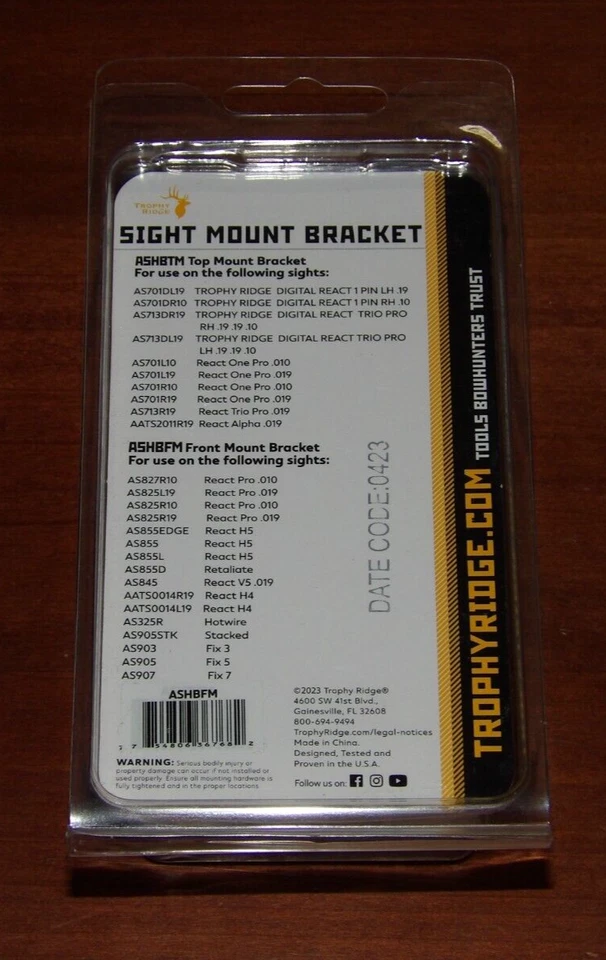 TROPHY
RIDGE
SIGHT MOUNT BRACKET
ASHBTM Top Mount Bracket
For use on the following sights:
AS701DL19 TROPHY RIDGE DIGITAL REACT 1 PIN LH .19
AS701DR10 TROPHY RIDGE DIGITAL REACT 1 PIN RH .10
AS713DR19 TROPHY RIDGE DIGITAL REACT TRIO PRO
RH .19 .19 .10
AS713DL19 TROPHY RIDGE DIGITAL REACT TRIO PRO
LH .19 .19 .10
AS701L10 React One Pro .010
AS701L19 React One Pro .019
AS701R10 React One Pro .010
AS701R19 React One Pro .019
AS713R19 React Trio Pro .019
AATS2011R19 React Alpha .019
ASHBFM Front Mount Bracket
For use on the following sights:
AS827R10 React Pro .010
AS825L19 React Pro .019
AS825R10 React Pro .010
AS825R19 React Pro .019
AS855EDGE React H5
AS855 React H5
AS855L React H5
AS855D Retaliate
AS845 React V5 .019
AATS0014R19 React H4
AATS0014L19 React H4
AS325R Hotwire
AS905STK Stacked
AS903 Fix 3
AS905 Fix 5
AS907 Fix 7
DATE CODE:0423
ASHBFM
7 54806 36768 2
WARNING: Serious bodily injury or
property damage can occur if not installed or
used properly. Ensure all mounting hardware is
fully tightened and in the proper locations
©2023 Trophy Ridge®
4600 SW 41st Blvd.,
Gainesville, FL 32608
800-694-9494
TrophyRidge.com/legal-notices
Made in China.
Designed, Tested and
Proven in the U.S.A.
Follow us on:
TROPHYRIDGE.COM TOOLS BOWHUNTERS TRUST